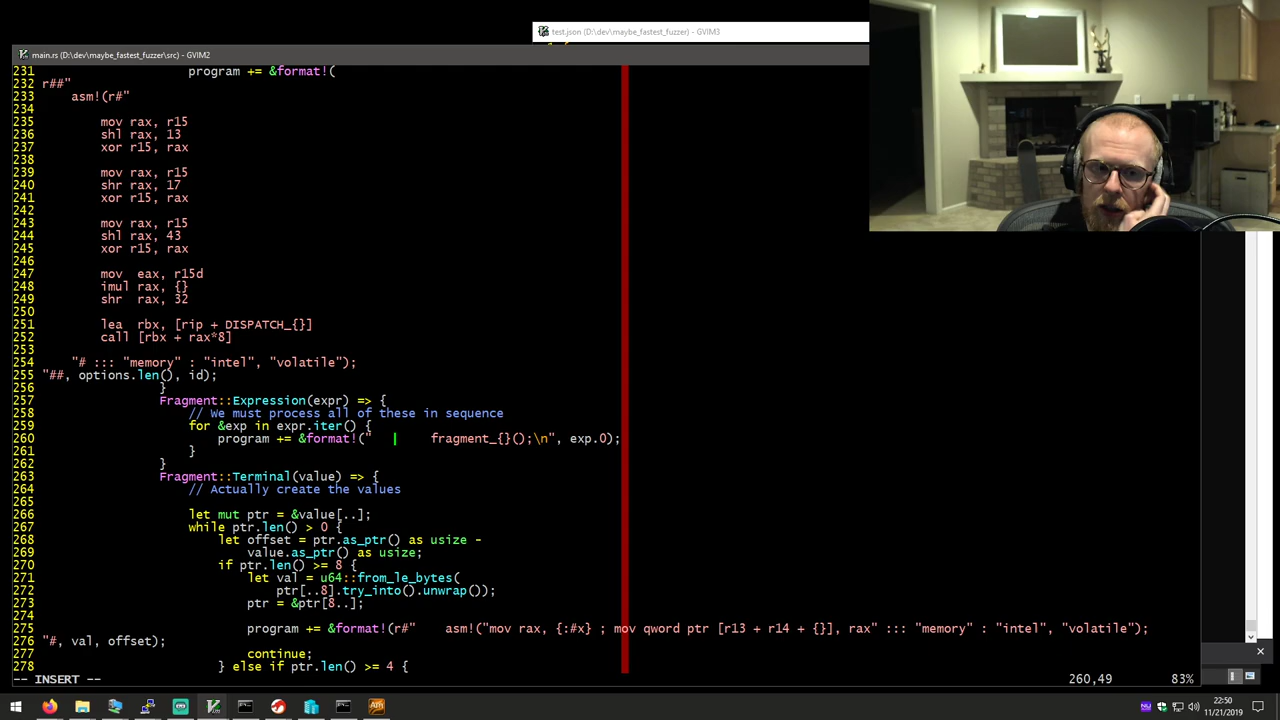 test.json (D:\dev\maybe_fastest_fuzzer) - GVIM3
main.rs (D:\dev\maybe_fastest_fuzzer\src) - GVIM2
231                         program += &format!(
232 r##"
233     asm!(r#"
234
235         mov rax, r15
236         shl rax, 13
237         xor r15, rax
238
239         mov rax, r15
240         shr rax, 17
241         xor r15, rax
242
243         mov rax, r15
244         shl rax, 43
245         xor r15, rax
246
247         mov  eax, r15d
248         imul rax, {}
249         shr  rax, 32
250
251         lea  rbx, [rip + DISPATCH_{}]
252         call [rbx + rax*8]
253
254     "# ::: "memory" : "intel", "volatile");
255 "##, options.len(), id);
256                 }
257                 Fragment::Expression(expr) => {
258                     // We must process all of these in sequence
259                     for &exp in expr.iter() {
260                         program += &format!("        fragment_{}();\n", exp.0);
261                     }
262                 }
263                 Fragment::Terminal(value) => {
264                     // Actually create the values
265
266                     let mut ptr = &value[..];
267                     while ptr.len() > 0 {
268                         let offset = ptr.as_ptr() as usize -
269                             value.as_ptr() as usize;
270                         if ptr.len() >= 8 {
271                             let val = u64::from_le_bytes(
272                                 ptr[..8].try_into().unwrap());
273                             ptr = &ptr[8..];
274
275                             program += &format!(r#"    asm!("mov rax, {:#x} ; mov qword ptr [r13 + r14 + {}], rax" ::: "memory" : "intel", "volatile");
276 "#, val, offset);
277                             continue;
278                         } else if ptr.len() >= 4 {
-- INSERT --                    260,49          83%
22:50
11/21/2019